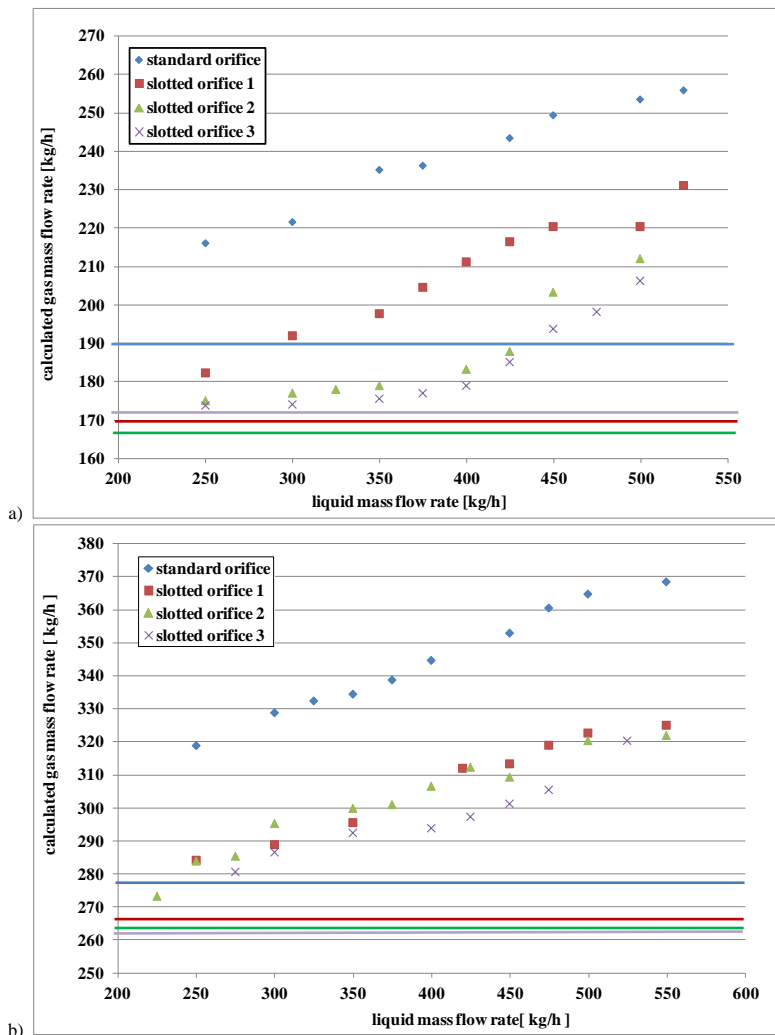 270
260
250
240
230
220
210
200
190
180
170
160
calculated gas mass flow rate [kg/h]
standard orifice
slotted orifice 1
slotted orifice 2
slotted orifice 3
200 250 300 350 400 450 500 550
liquid mass flow rate [kg/h]
a)
380
370
360
350
340
330
320
310
300
290
280
270
260
250
calculated gas mass flow rate [ kg/h ]
standard orifice
slotted orifice 1
slotted orifice 2
slotted orifice 3
200 250 300 350 400 450 500 550 600
liquid mass flow rate[ kg/h ]
b)